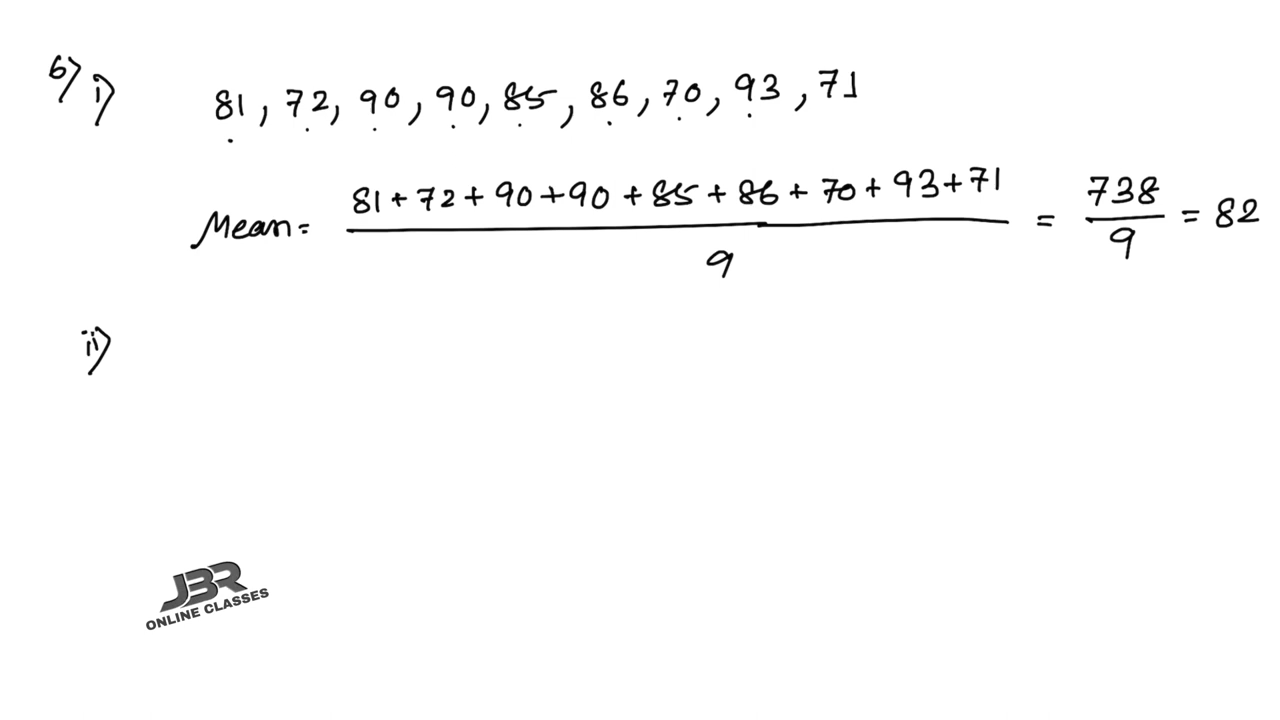 6) i) 81, 72, 90, 90, 85, 86, 70, 93, 71
Mean = (81+72+90+90+85+86+70+93+71)/9 = 738/9 = 82
ii)
JBR
ONLINE CLASSES